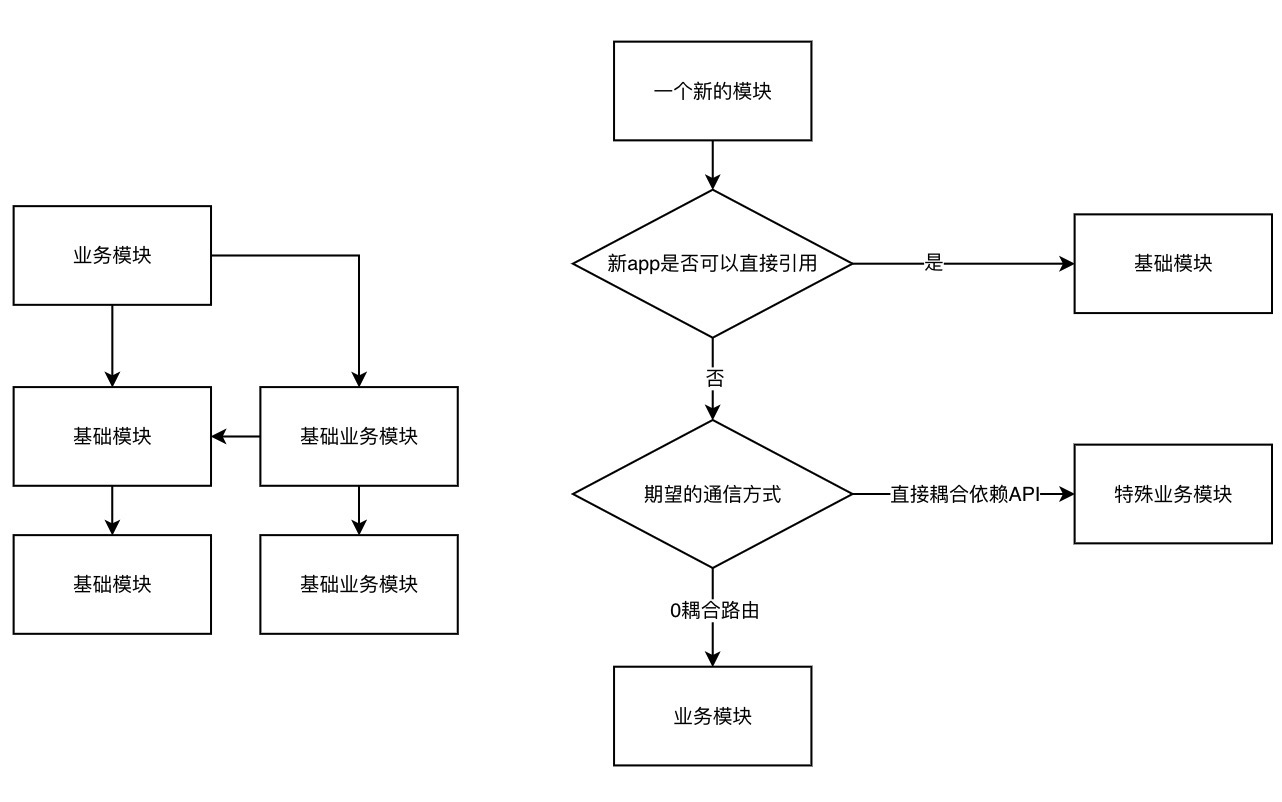 业务模块
基础模块
基础业务模块
基础模块
基础业务模块
一个新的模块
新app是否可以直接引用
是
基础模块
否
期望的通信方式
直接耦合依赖API
特殊业务模块
0耦合路由
业务模块